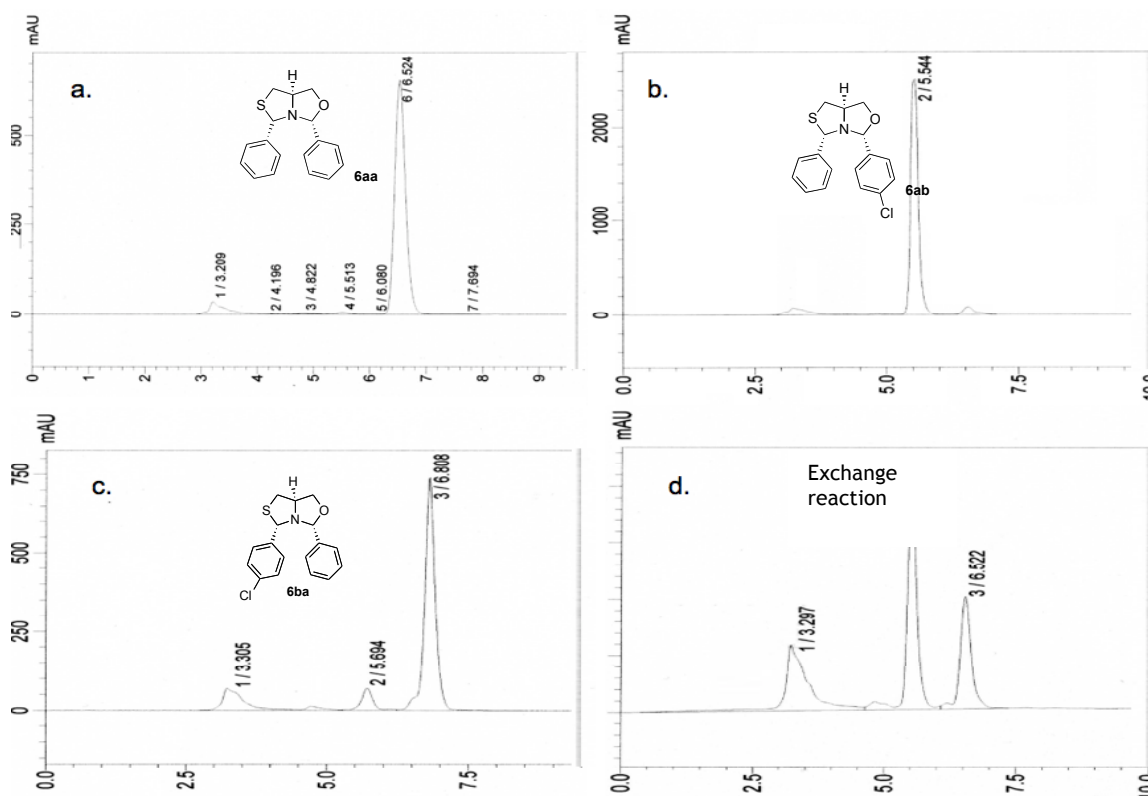 mAU
a.
500
250
0
H
S
N
O
6aa
1 / 3.209
2 / 4.196
3 / 4.822
4 / 5.513
5 / 6.080
6 / 6.524
7 / 7.694
0 1 2 3 4 5 6 7 8 9
mAU
b.
2000
1000
0
H
S
N
O
Cl
6ab
2 / 5.544
0.0 2.5 5.0 7.5
mAU
c.
750
500
250
0
H
S
N
O
Cl
6ba
1 / 3.305
2 / 5.694
3 / 6.808
0.0 2.5 5.0 7.5
mAU
d.
Exchange
reaction
1 / 3.297
3 / 6.522
0.0 2.5 5.0 7.5